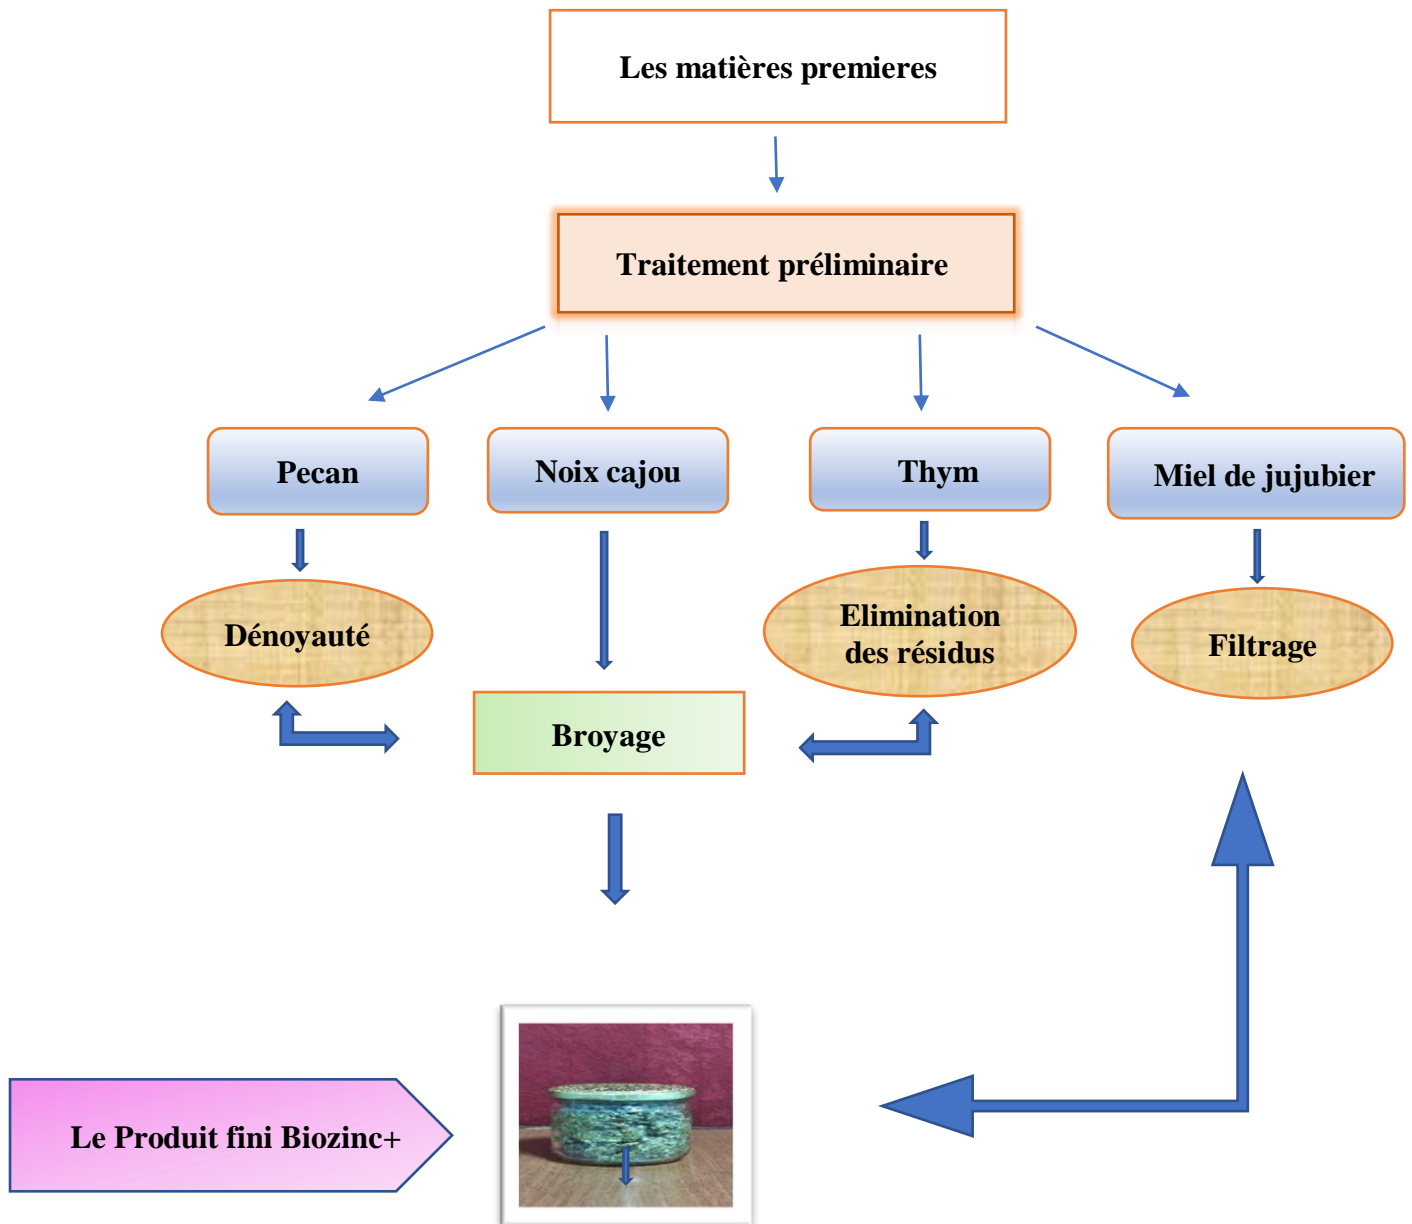 Les matières premieres
Traitement préliminaire
Pecan
Noix cajou
Thym
Miel de jujubier
Dénoyauté
Elimination
des résidus
Filtrage
Broyage
Le Produit fini Biozinc+